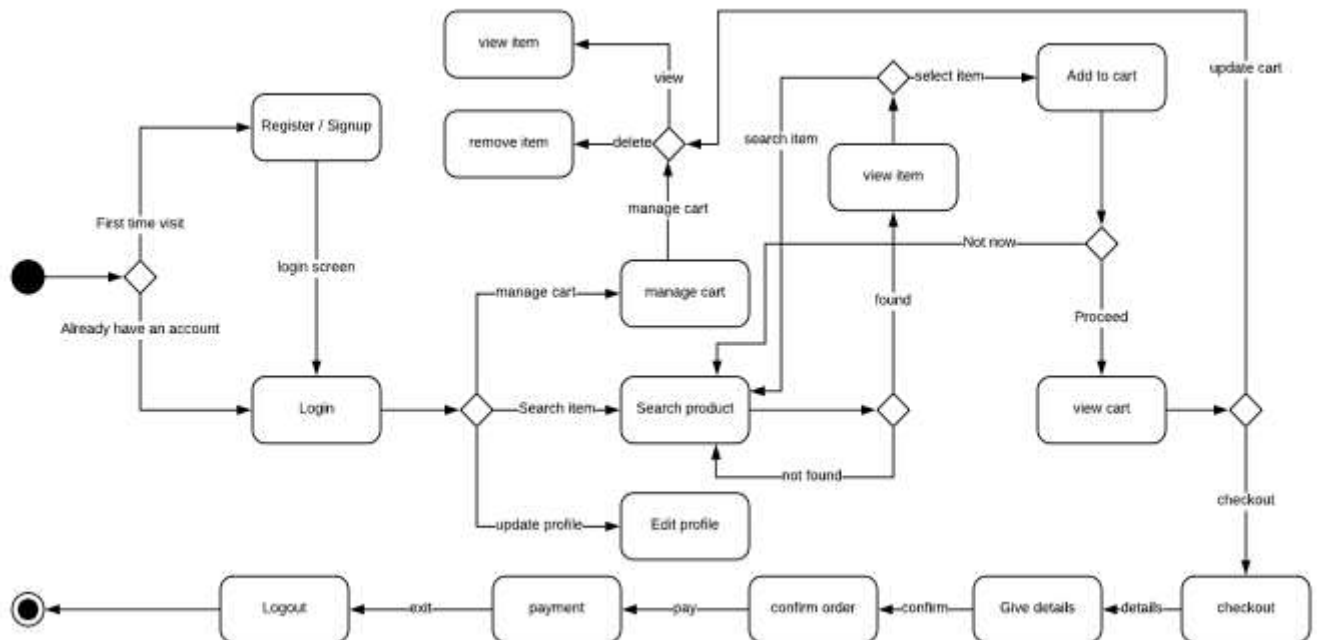 view item
update cart
select item
Add to cart
view
Register / Signup
remove item
delete
search item
view item
manage cart
First time visit
Not now
login screen
manage cart
manage cart
found
Proceed
Already have an account
Login
Search item
Search product
view cart
not found
checkout
update profile
Edit profile
Logout
exit
payment
pay
confirm order
confirm
Give details
details
checkout